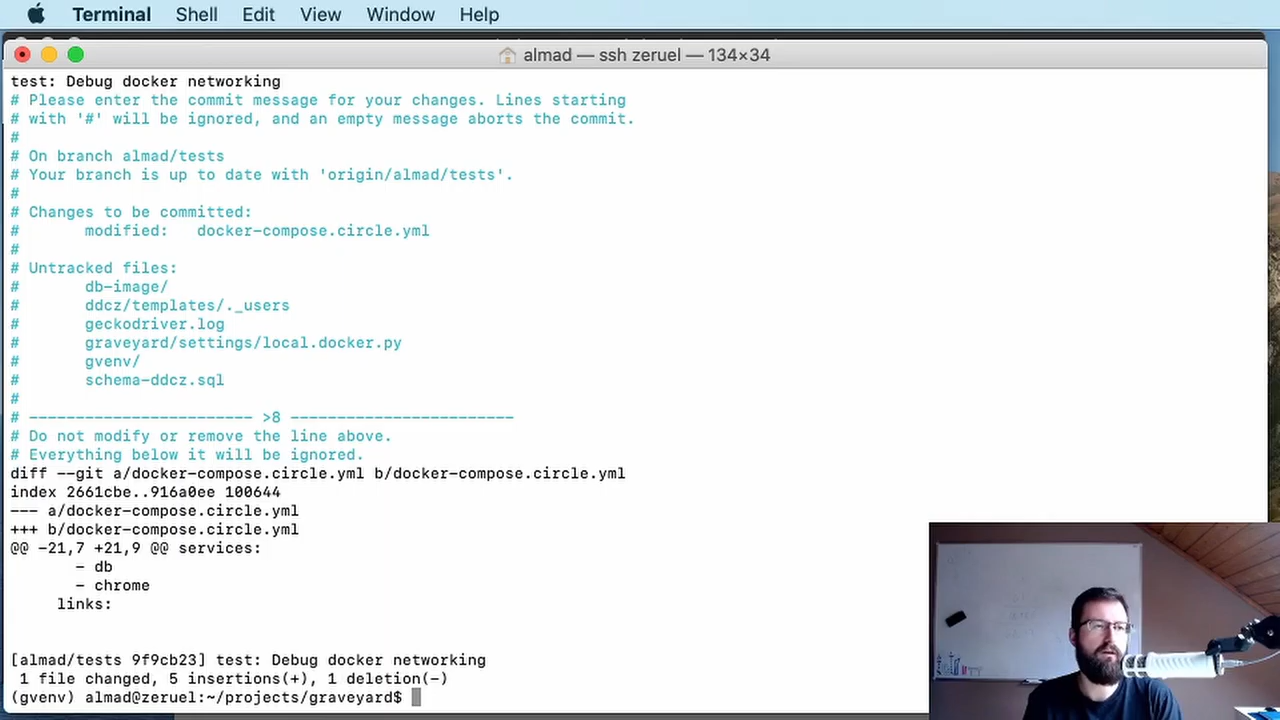 Terminal Shell Edit View Window Help
almad — ssh zeruel — 134×34
test: Debug docker networking
# Please enter the commit message for your changes. Lines starting
# with '#' will be ignored, and an empty message aborts the commit.
#
# On branch almad/tests
# Your branch is up to date with 'origin/almad/tests'.
#
# Changes to be committed:
#       modified:   docker-compose.circle.yml
#
# Untracked files:
#       db-image/
#       ddcz/templates/._users
#       geckodriver.log
#       graveyard/settings/local.docker.py
#       gvenv/
#       schema-ddcz.sql
#
# ------------------------ >8 ------------------------
# Do not modify or remove the line above.
# Everything below it will be ignored.
diff --git a/docker-compose.circle.yml b/docker-compose.circle.yml
index 2661cbe..916a0ee 100644
--- a/docker-compose.circle.yml
+++ b/docker-compose.circle.yml
@@ -21,7 +21,9 @@ services:
       - db
       - chrome
     links:
[almad/tests 9f9cb23] test: Debug docker networking
 1 file changed, 5 insertions(+), 1 deletion(-)
(gvenv) almad@zeruel:~/projects/graveyard$